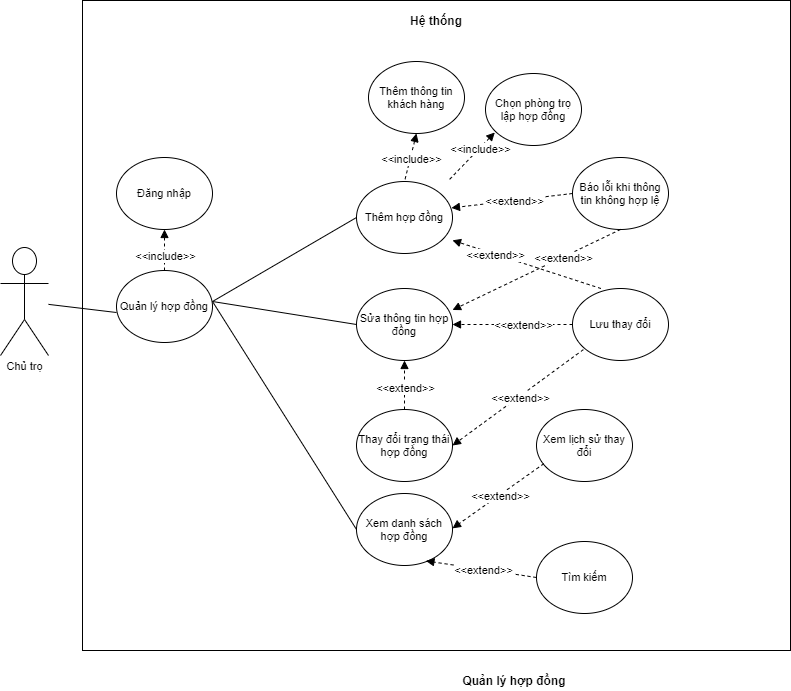 Hệ thống
Thêm thông tin
khách hàng
Chọn phòng trọ
lập hợp đồng
<<include>>
<<include>>
Đăng nhập
Báo lỗi khi thông
tin không hợp lệ
<<extend>>
Thêm hợp đồng
<<include>>
<<extend>>
<<extend>>
Quản lý hợp đồng
Sửa thông tin hợp
đồng
<<extend>>
Lưu thay đổi
Chủ trọ
<<extend>>
<<extend>>
Thay đổi trạng thái
hợp đồng
Xem lịch sử thay
đổi
<<extend>>
Xem danh sách
hợp đồng
<<extend>>
Tìm kiếm
Quản lý hợp đồng